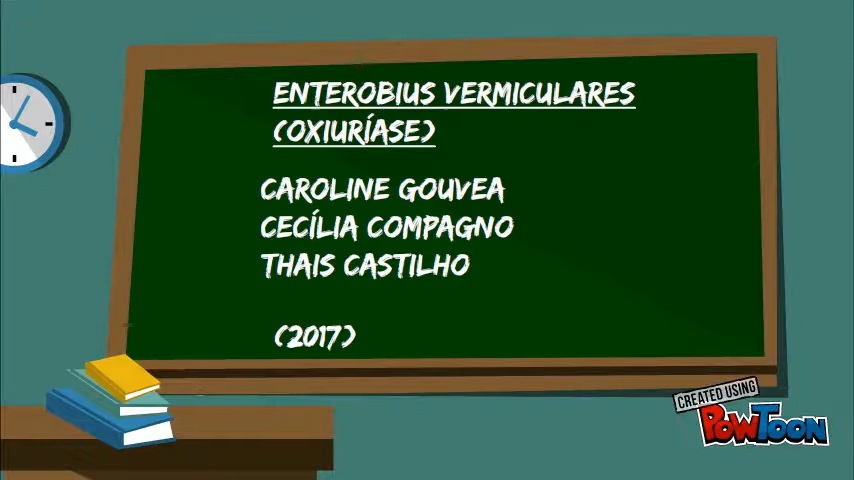 ENTEROBIUS VERMICULARES
(OXIURÍASE)
CAROLINE GOUVEA
CECÍLIA COMPAGNO
THAIS CASTILHO
(2017)
CREATED USING
POWTOON